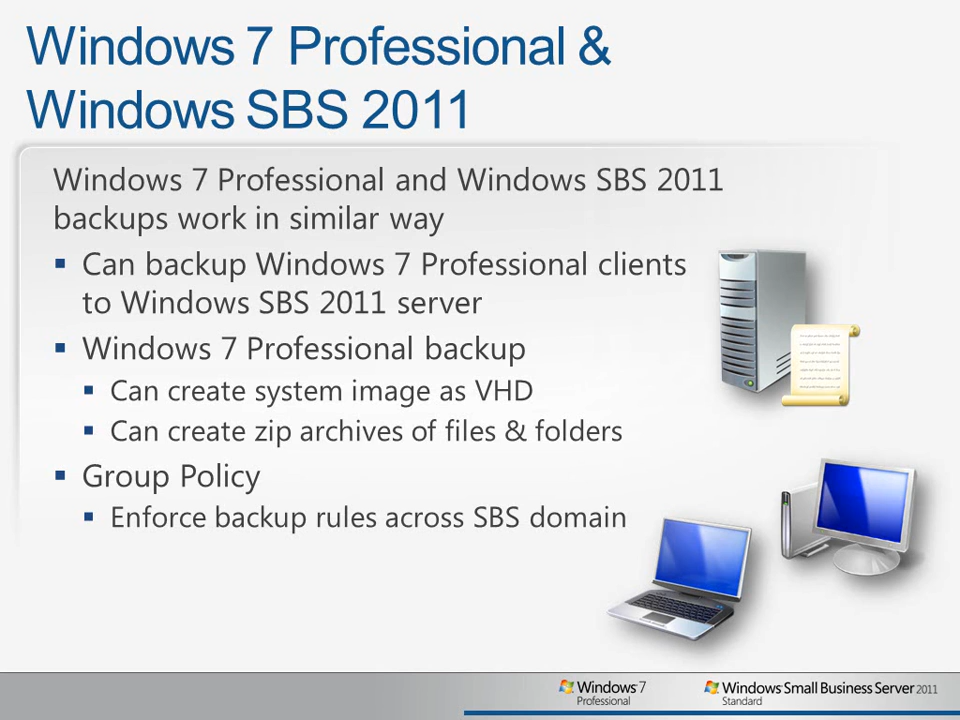 Windows 7 Professional &
Windows SBS 2011
Windows 7 Professional and Windows SBS 2011
backups work in similar way
▪ Can backup Windows 7 Professional clients
to Windows SBS 2011 server
▪ Windows 7 Professional backup
▪ Can create system image as VHD
▪ Can create zip archives of files & folders
▪ Group Policy
▪ Enforce backup rules across SBS domain
Windows 7
Professional
Windows Small Business Server 2011
Standard